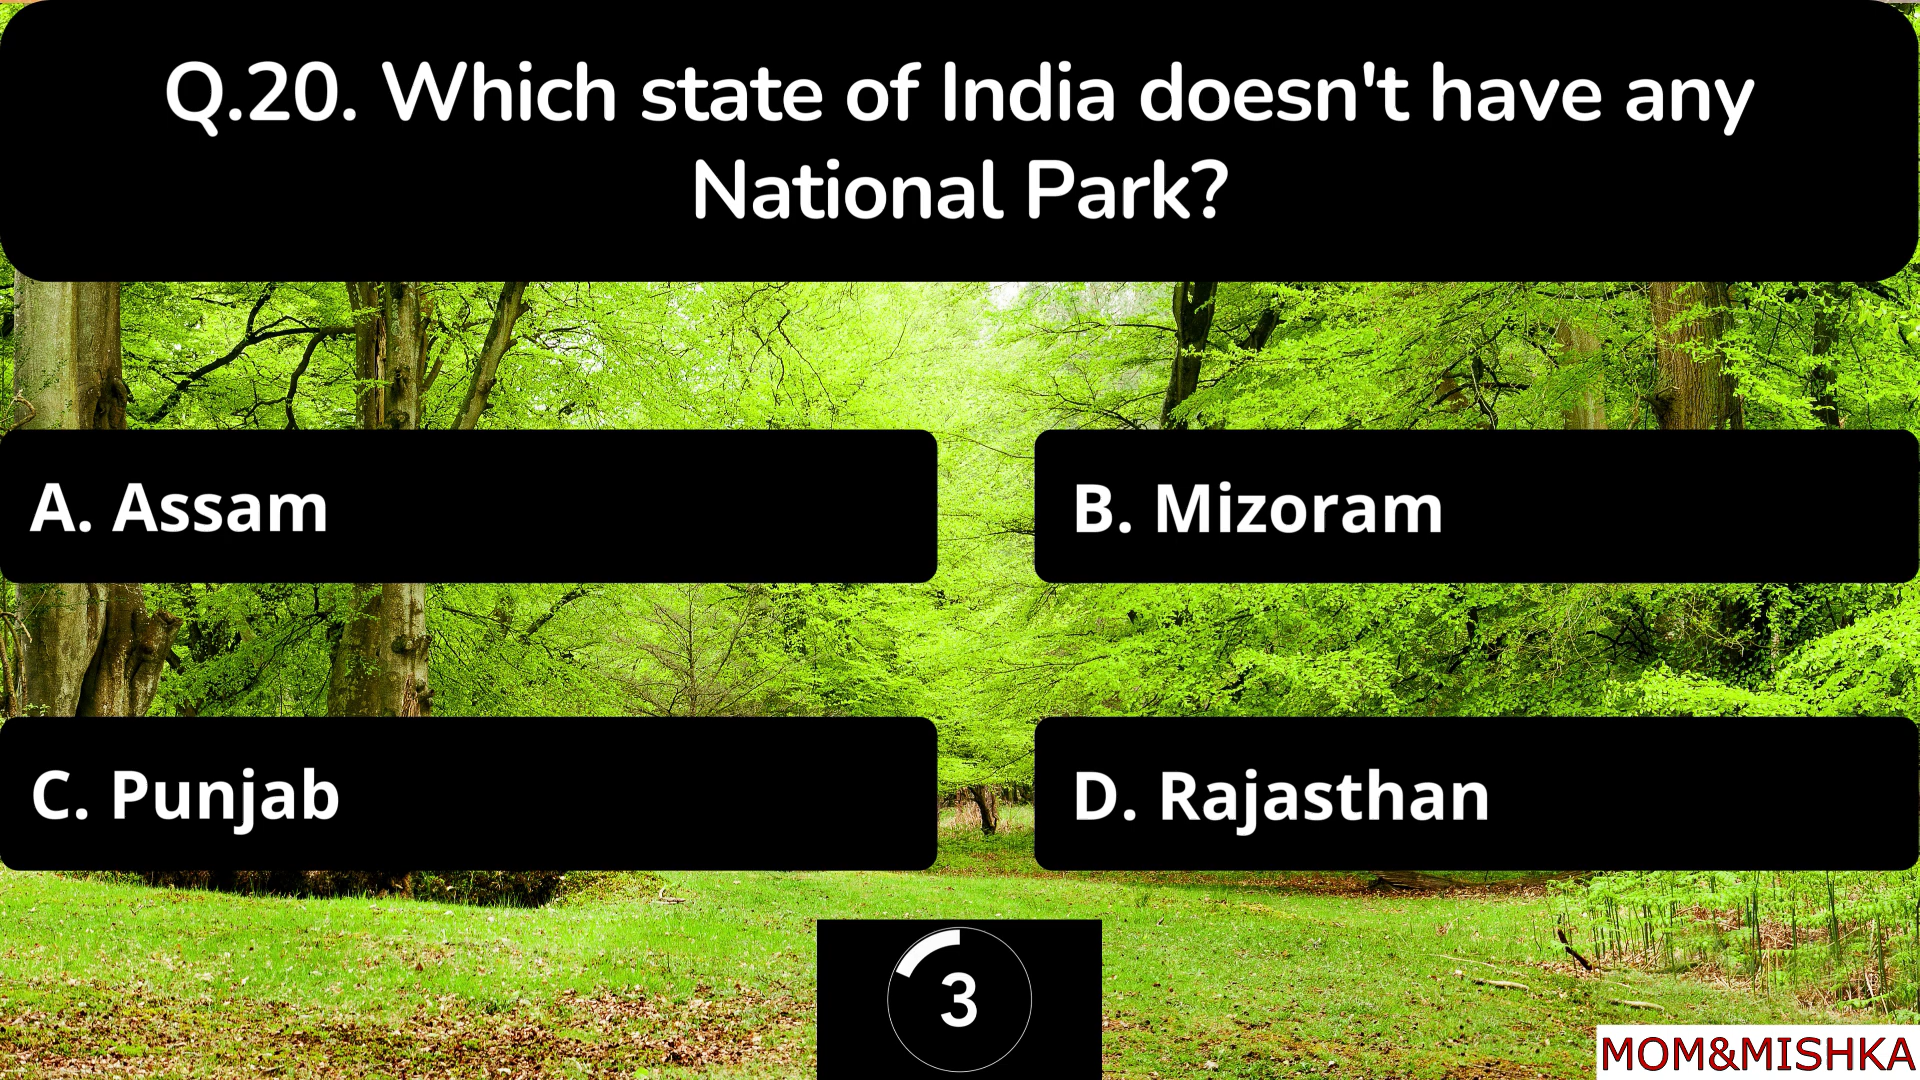 Q.20. Which state of India doesn't have any
National Park?
A. Assam
B. Mizoram
C. Punjab
D. Rajasthan
3
MOM&MISHKA